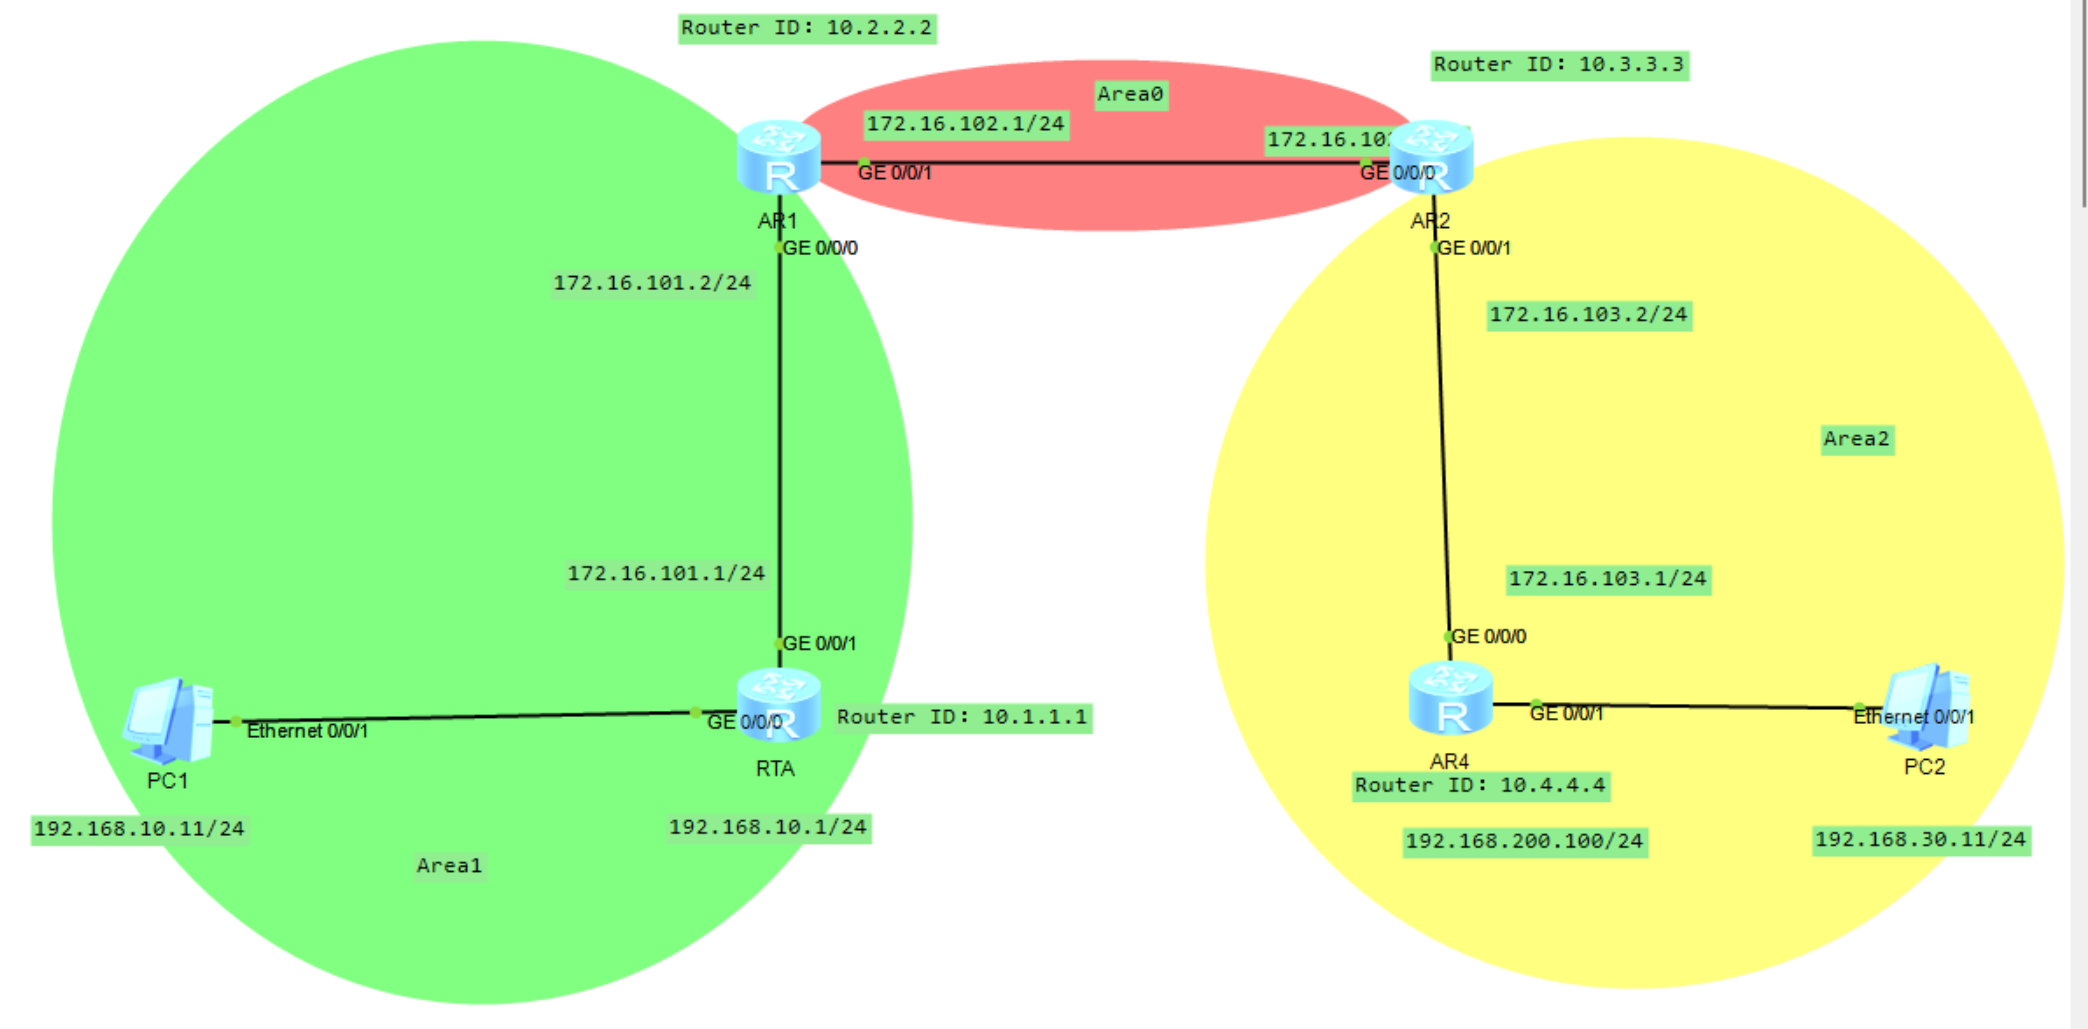 Router ID: 10.2.2.2
Router ID: 10.3.3.3
Area0
172.16.102.1/24
GE 0/0/1
GE 0/0/0
AR1
AR2
GE 0/0/0
GE 0/0/1
172.16.101.2/24
172.16.103.2/24
Area2
172.16.101.1/24
172.16.103.1/24
GE 0/0/1
GE 0/0/0
Ethernet 0/0/1
GE 0/0/0
Router ID: 10.1.1.1
GE 0/0/1
Ethernet 0/0/1
PC1
RTA
AR4
PC2
Router ID: 10.4.4.4
192.168.10.11/24
192.168.10.1/24
192.168.200.100/24
192.168.30.11/24
Area1